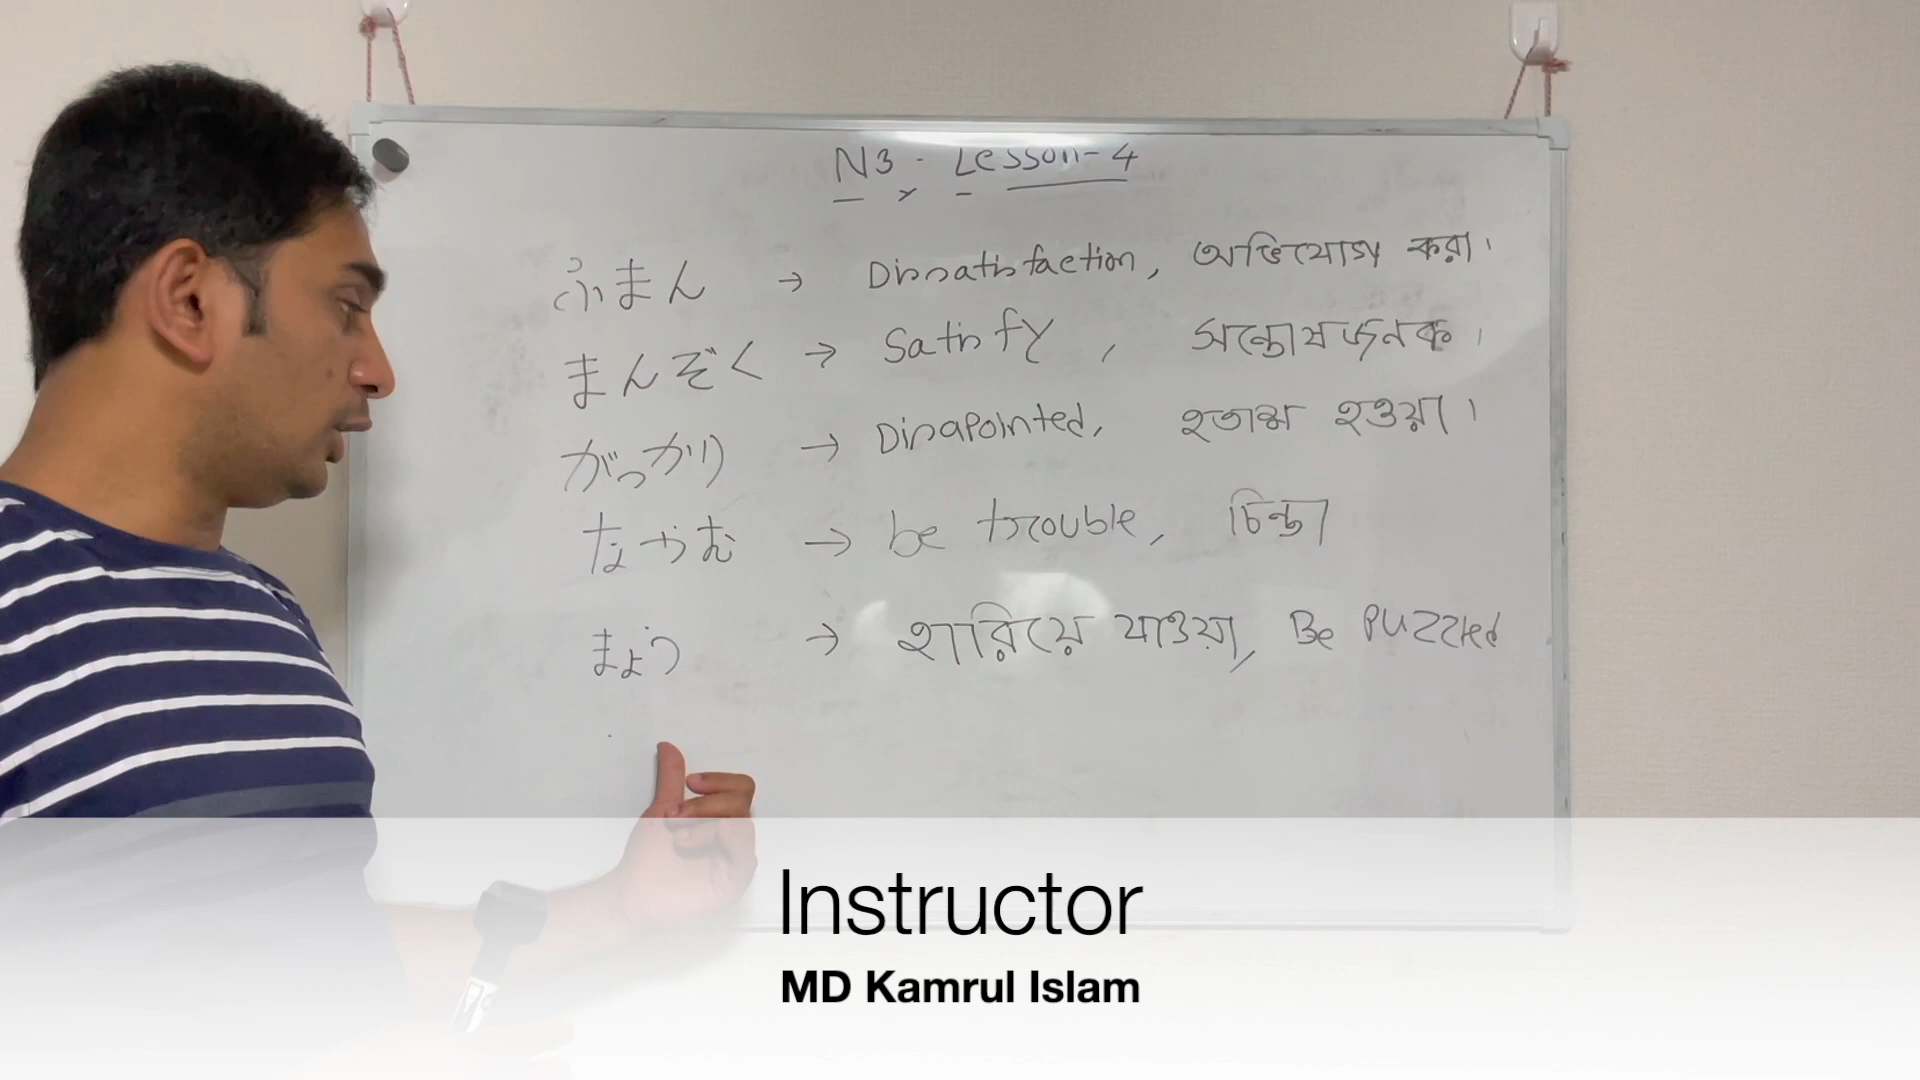 N3 - Lesson-4
ふまん → Dissatisfaction, অভিযোগ করা।
まんぞく → Satisfy, সন্তোষজনক।
がっかり → Disapointed, হতাশ হওয়া।
なやむ → be trouble, চিন্তা
まよう → হারিয়ে যাওয়া, Be Puzzled
Instructor
MD Kamrul Islam